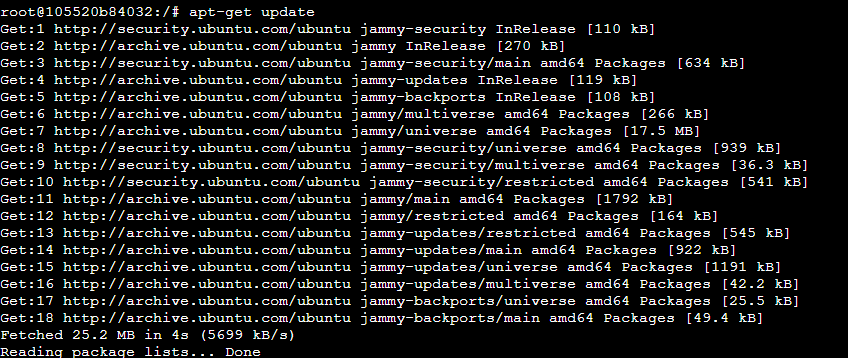 root@105520b84032:/# apt-get update
Get:1 http://security.ubuntu.com/ubuntu jammy-security InRelease [110 kB]
Get:2 http://archive.ubuntu.com/ubuntu jammy InRelease [270 kB]
Get:3 http://security.ubuntu.com/ubuntu jammy-security/main amd64 Packages [634 kB]
Get:4 http://archive.ubuntu.com/ubuntu jammy-updates InRelease [119 kB]
Get:5 http://archive.ubuntu.com/ubuntu jammy-backports InRelease [108 kB]
Get:6 http://archive.ubuntu.com/ubuntu jammy/multiverse amd64 Packages [266 kB]
Get:7 http://archive.ubuntu.com/ubuntu jammy/universe amd64 Packages [17.5 MB]
Get:8 http://security.ubuntu.com/ubuntu jammy-security/universe amd64 Packages [939 kB]
Get:9 http://security.ubuntu.com/ubuntu jammy-security/multiverse amd64 Packages [36.3 kB]
Get:10 http://security.ubuntu.com/ubuntu jammy-security/restricted amd64 Packages [541 kB]
Get:11 http://archive.ubuntu.com/ubuntu jammy/main amd64 Packages [1792 kB]
Get:12 http://archive.ubuntu.com/ubuntu jammy/restricted amd64 Packages [164 kB]
Get:13 http://archive.ubuntu.com/ubuntu jammy-updates/restricted amd64 Packages [545 kB]
Get:14 http://archive.ubuntu.com/ubuntu jammy-updates/main amd64 Packages [922 kB]
Get:15 http://archive.ubuntu.com/ubuntu jammy-updates/universe amd64 Packages [1191 kB]
Get:16 http://archive.ubuntu.com/ubuntu jammy-updates/multiverse amd64 Packages [42.2 kB]
Get:17 http://archive.ubuntu.com/ubuntu jammy-backports/universe amd64 Packages [25.5 kB]
Get:18 http://archive.ubuntu.com/ubuntu jammy-backports/main amd64 Packages [49.4 kB]
Fetched 25.2 MB in 4s (5699 kB/s)
Reading package lists... Done